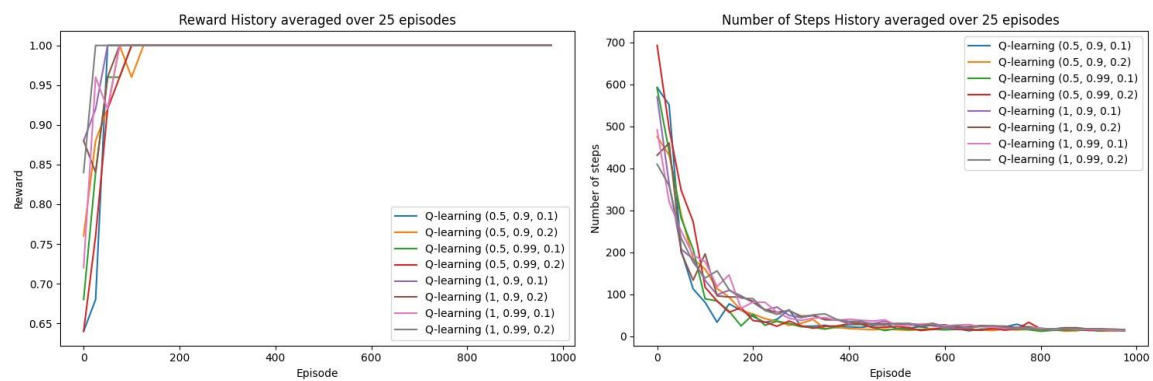 Reward History averaged over 25 episodes
1.00
0.95
0.90
0.85
0.80
0.75
0.70
0.65
Reward
0
200
400
600
800
1000
Episode
Q-learning (0.5, 0.9, 0.1)
Q-learning (0.5, 0.9, 0.2)
Q-learning (0.5, 0.99, 0.1)
Q-learning (0.5, 0.99, 0.2)
Q-learning (1, 0.9, 0.1)
Q-learning (1, 0.9, 0.2)
Q-learning (1, 0.99, 0.1)
Q-learning (1, 0.99, 0.2)
Number of Steps History averaged over 25 episodes
700
600
500
400
300
200
100
0
Number of steps
0
200
400
600
800
1000
Episode
Q-learning (0.5, 0.9, 0.1)
Q-learning (0.5, 0.9, 0.2)
Q-learning (0.5, 0.99, 0.1)
Q-learning (0.5, 0.99, 0.2)
Q-learning (1, 0.9, 0.1)
Q-learning (1, 0.9, 0.2)
Q-learning (1, 0.99, 0.1)
Q-learning (1, 0.99, 0.2)